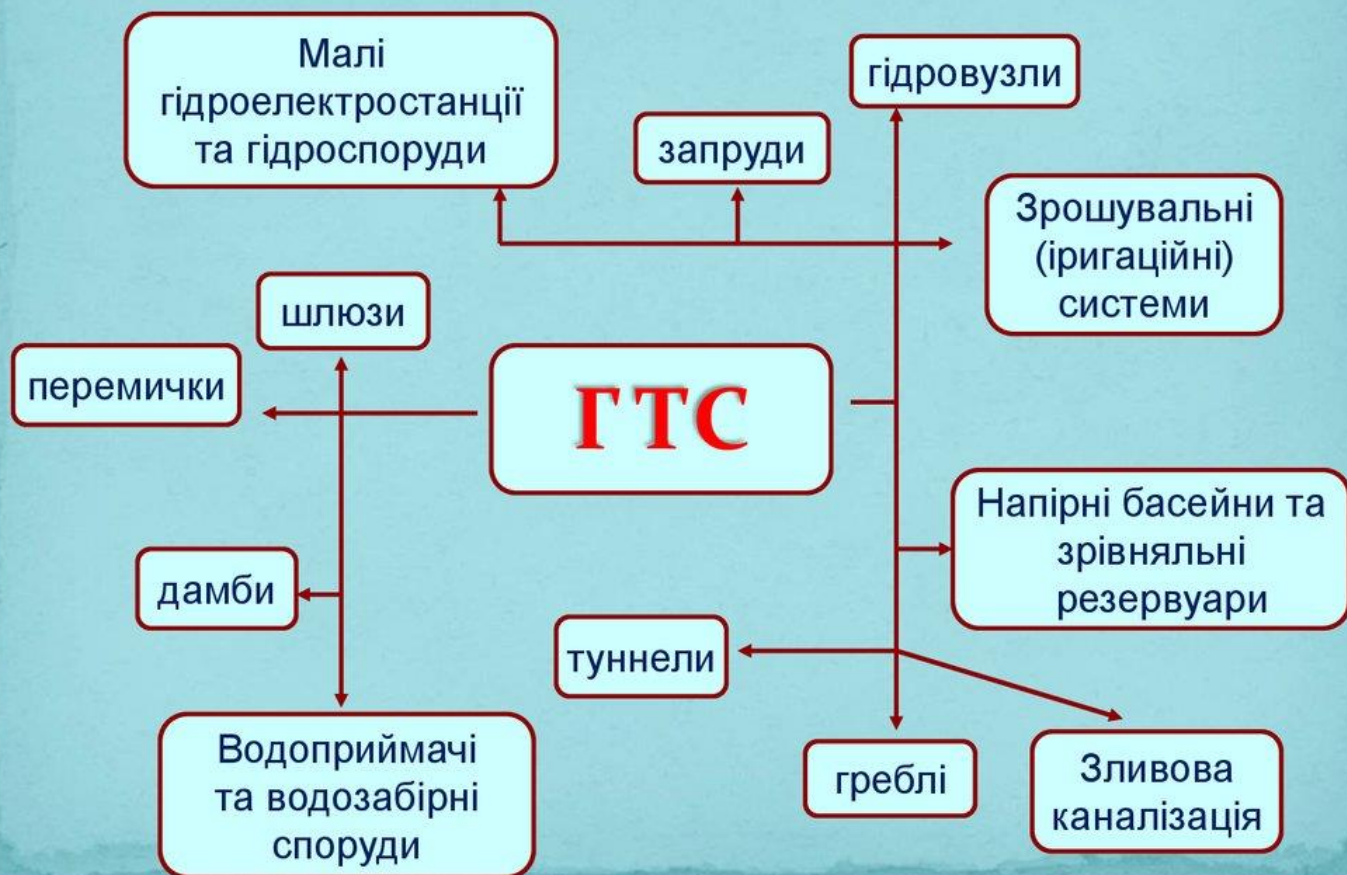 Малі
гідроелектростанції
та гідроспоруди
гідровузли
запруди
Зрошувальні
(іригаційні)
системи
шлюзи
перемички
ГТС
Напірні басейни та
зрівняльні
резервуари
дамби
туннели
Водоприймачі
та водозабірні
споруди
греблі
Зливова
каналізація